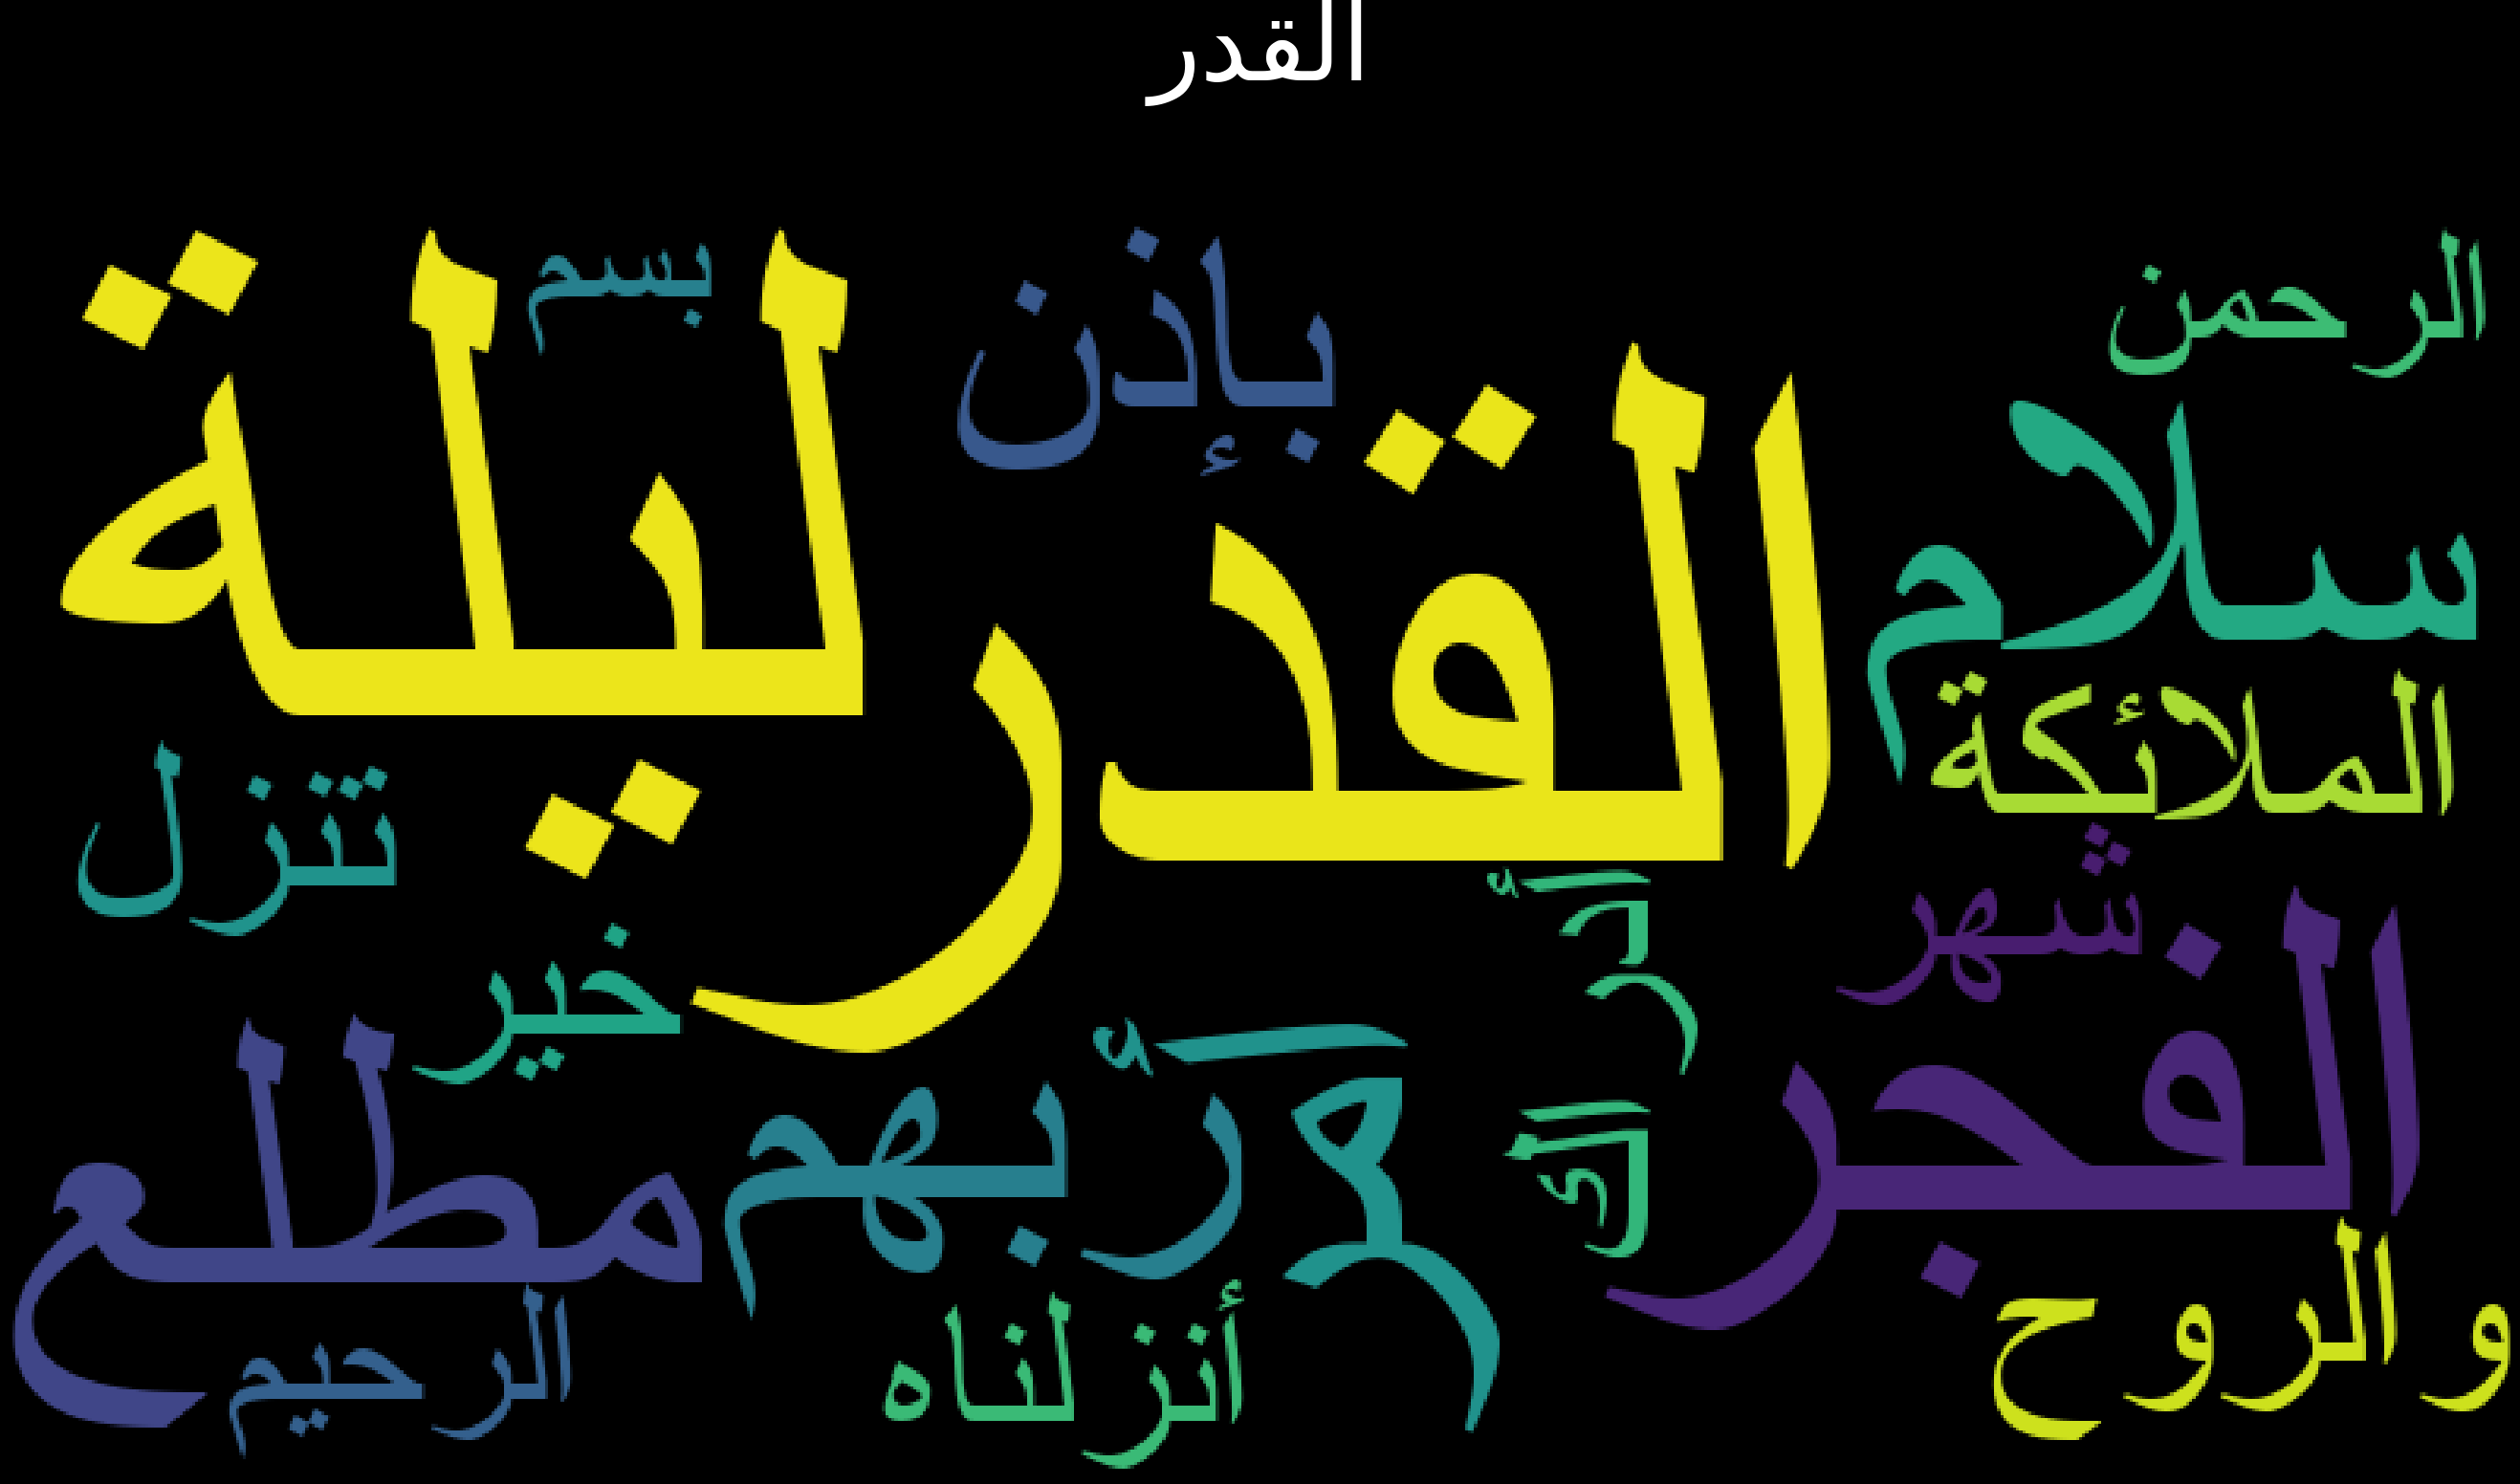 القدر
الرحمن
بإذن
بسم
ليلة
القدر
سلام
الملائكة
تنزل
شهر
خير
أدراك
الفجر
أمر
ربهم
مطلع
والروح
أنزلناه
الرحيم